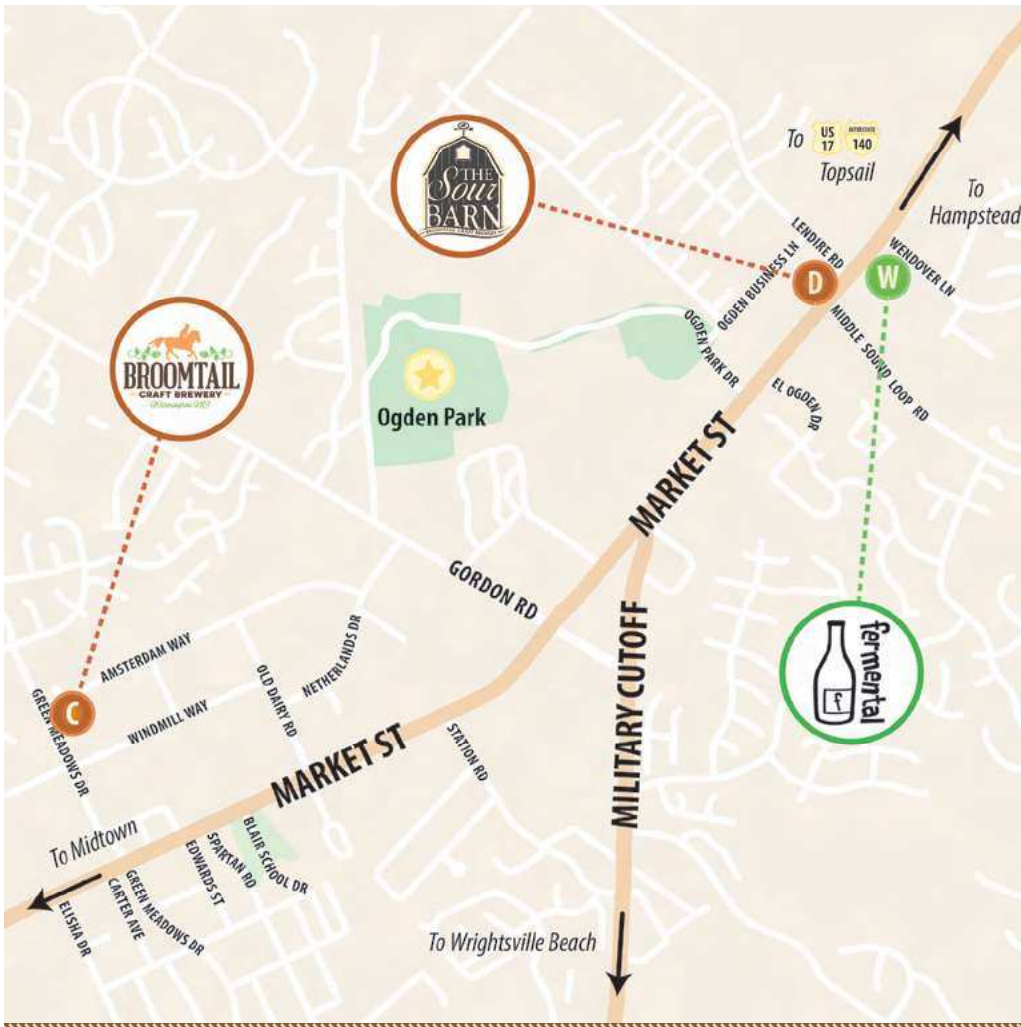 THE
Sour
BARN
To
US
17
INTERSTATE
140
Topsail
To
Hampstead
LENDIRE RD
WENDOVER LN
OGDEN BUSINESS LN
D
W
OGDEN PARK DR
MIDDLE SOUND LOOP RD
EL OGDEN DR
BROOMTAIL
CRAFT BREWERY
Wilmington NC
Ogden Park
MARKET ST
GORDON RD
MILITARY CUTOFF
fermental
f
AMSTERDAM WAY
NETHERLANDS DR
OLD DAIRY RD
C
GREEN MEADOWS DR
WINDMILL WAY
MARKET ST
STATION RD
To Midtown
BLAIR SCHOOL DR
SPARTAN RD
EDWARDS ST
GREEN MEADOWS DR
CARTER AVE
ELISHA DR
To Wrightsville Beach